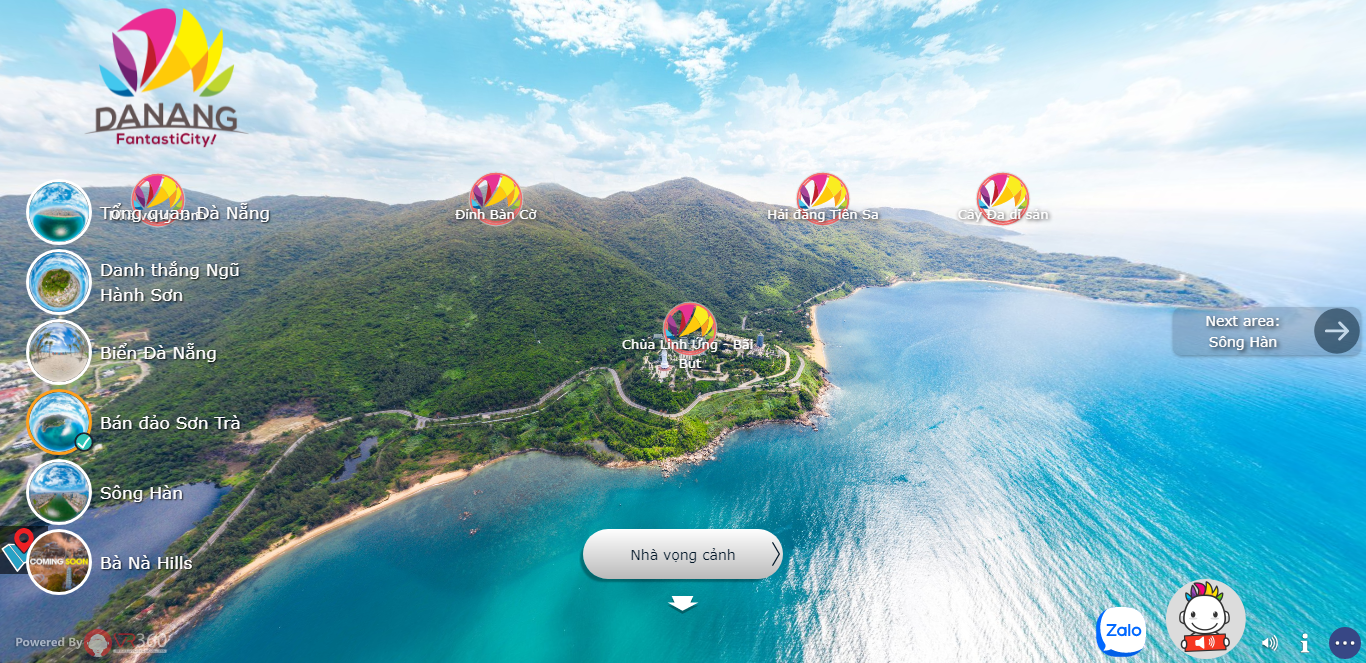 DANANG
FantastiCity!
Tổng quan Đà Nẵng
Đỉnh Bàn Cờ
Hải đăng Tiên Sa
Cây Đa di sản
Danh thắng Ngũ
Hành Sơn
Next area:
Sông Hàn
Chùa Linh Ứng - Bãi
Bụt
Biển Đà Nẵng
Bán đảo Sơn Trà
Sông Hàn
COMING SOON
Bà Nà Hills
Nhà vọng cảnh
Zalo
Powered By